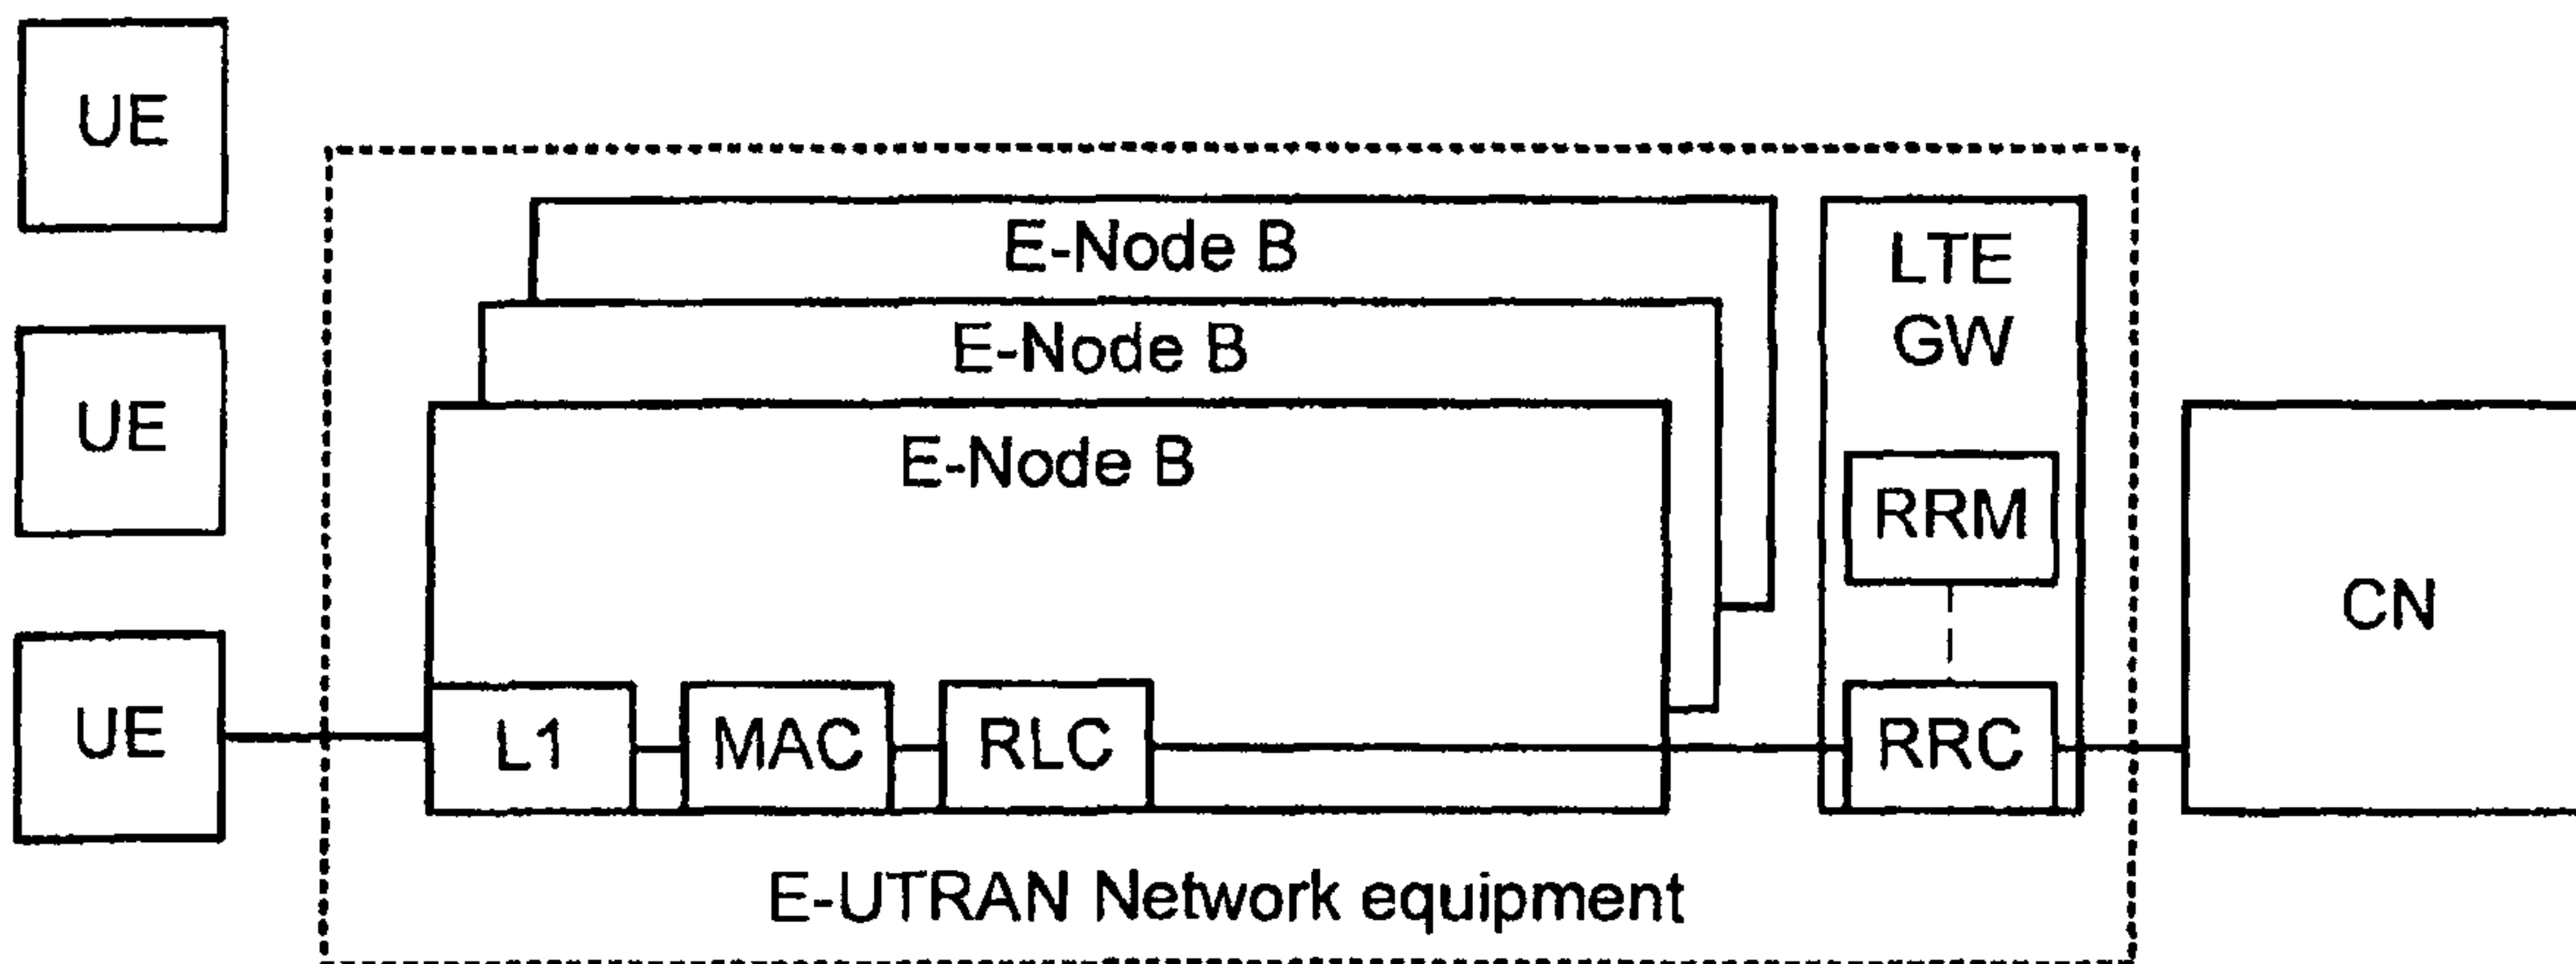 UE
E-Node B
LTE
GW
E-Node B
UE
E-Node B
RRM
CN
UE
L1
MAC
RLC
RRC
E-UTRAN Network equipment